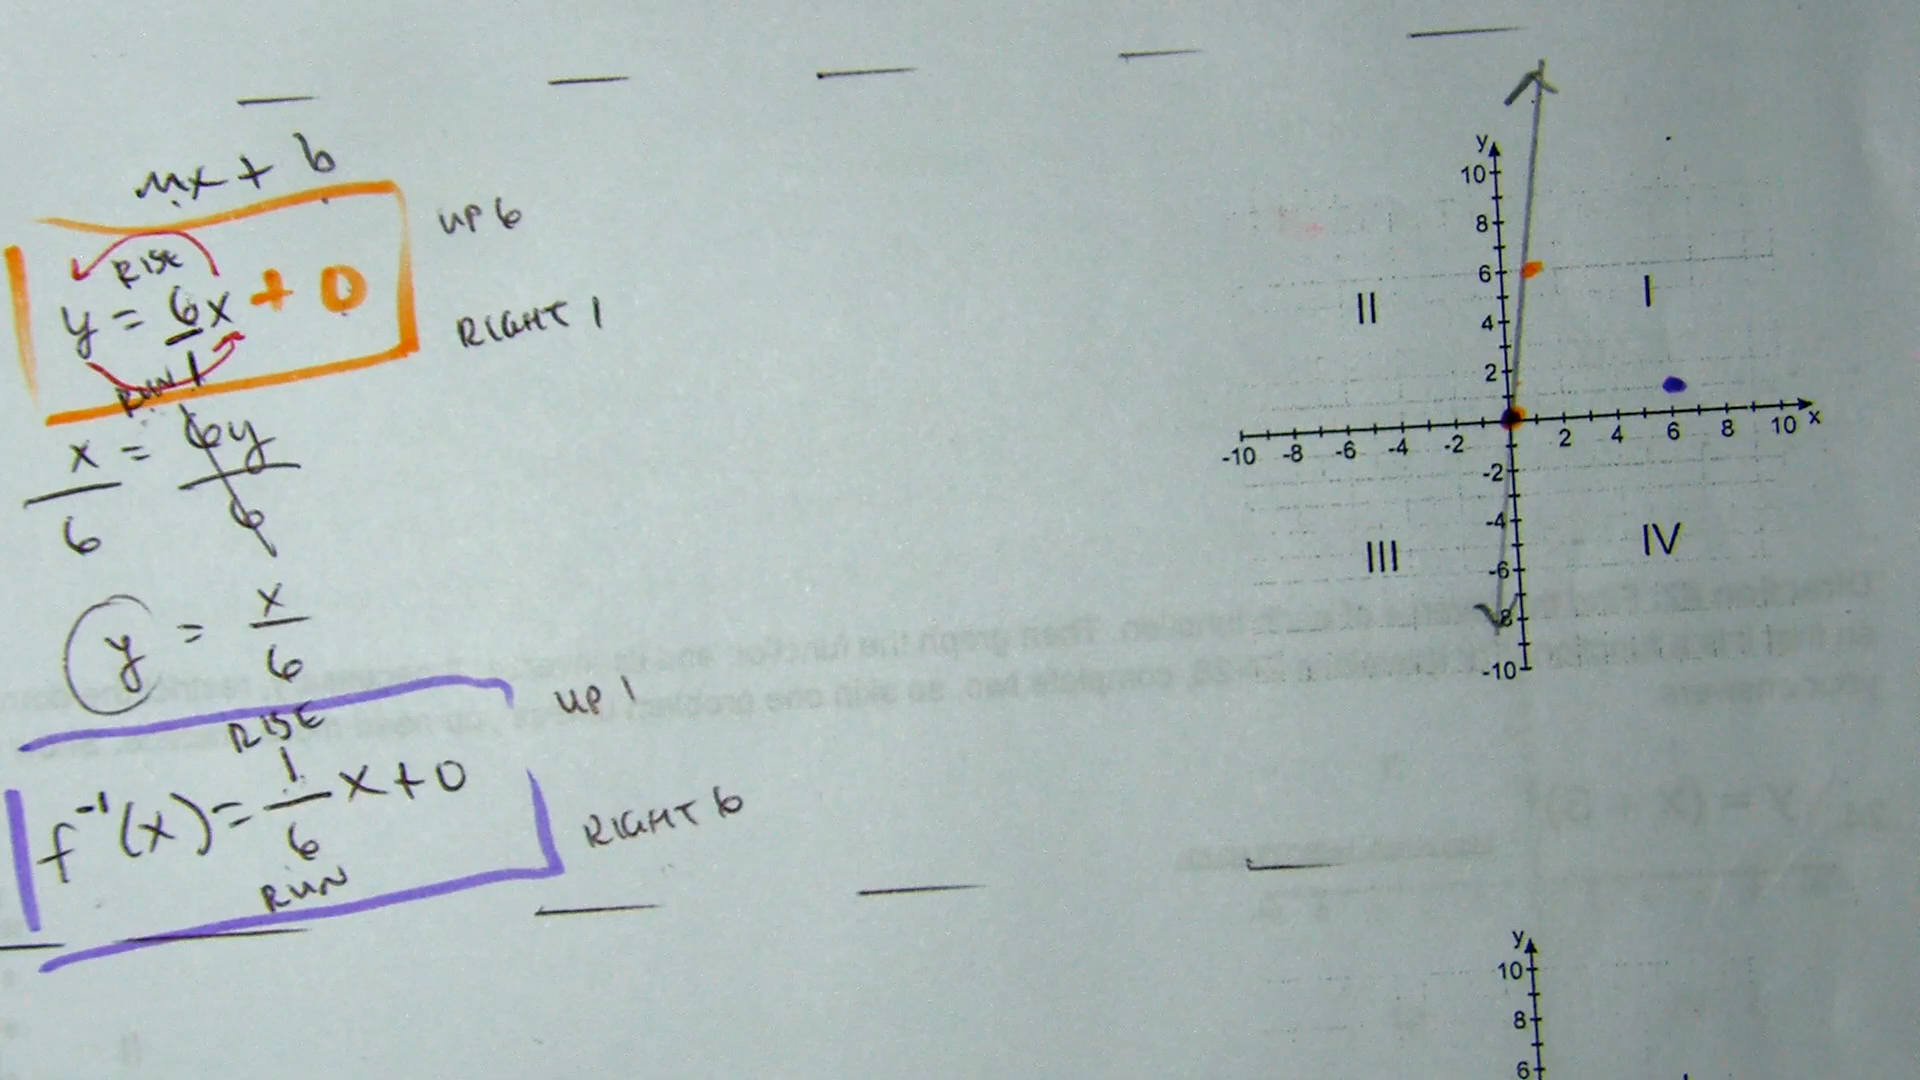 mx + b
UP 6
RISE
y = 6x + 0
1
RIGHT 1
RUN
x = 6y
6 6
y = x
6
UP 1
RISE
f⁻¹(x) = 1 x + 0
6
RIGHT 6
RUN
y
10
8
6
4
2
-10 -8 -6 -4 -2 2 4 6 8 10 x
-2
-4
-6
-8
-10
II I
III IV
y
10
8
6